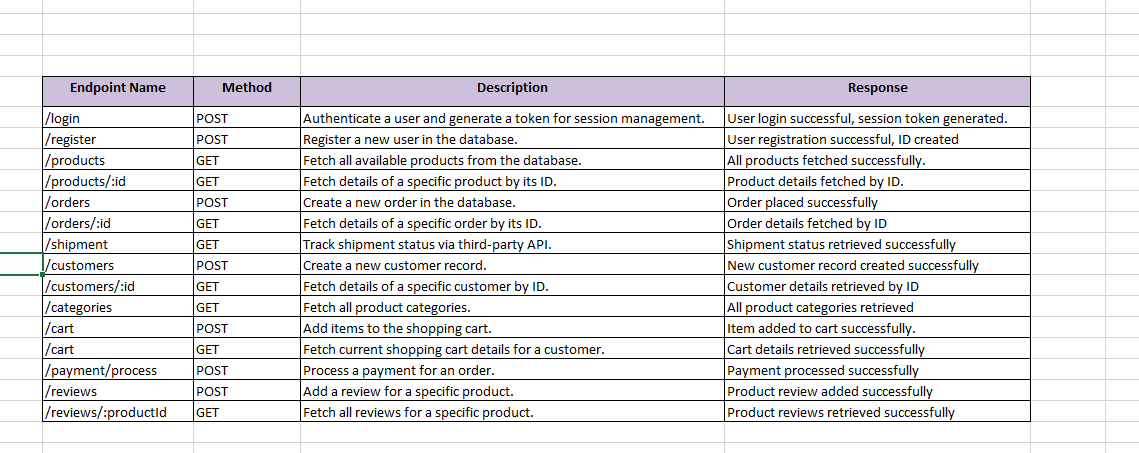 Endpoint Name Method Description Response
/login POST Authenticate a user and generate a token for session management. User login successful, session token generated.
/register POST Register a new user in the database. User registration successful, ID created
/products GET Fetch all available products from the database. All products fetched successfully.
/products/:id GET Fetch details of a specific product by its ID. Product details fetched by ID.
/orders POST Create a new order in the database. Order placed successfully
/orders/:id GET Fetch details of a specific order by its ID. Order details fetched by ID
/shipment GET Track shipment status via third-party API. Shipment status retrieved successfully
/customers POST Create a new customer record. New customer record created successfully
/customers/:id GET Fetch details of a specific customer by ID. Customer details retrieved by ID
/categories GET Fetch all product categories. All product categories retrieved
/cart POST Add items to the shopping cart. Item added to cart successfully.
/cart GET Fetch current shopping cart details for a customer. Cart details retrieved successfully
/payment/process POST Process a payment for an order. Payment processed successfully
/reviews POST Add a review for a specific product. Product review added successfully
/reviews/:productId GET Fetch all reviews for a specific product. Product reviews retrieved successfully